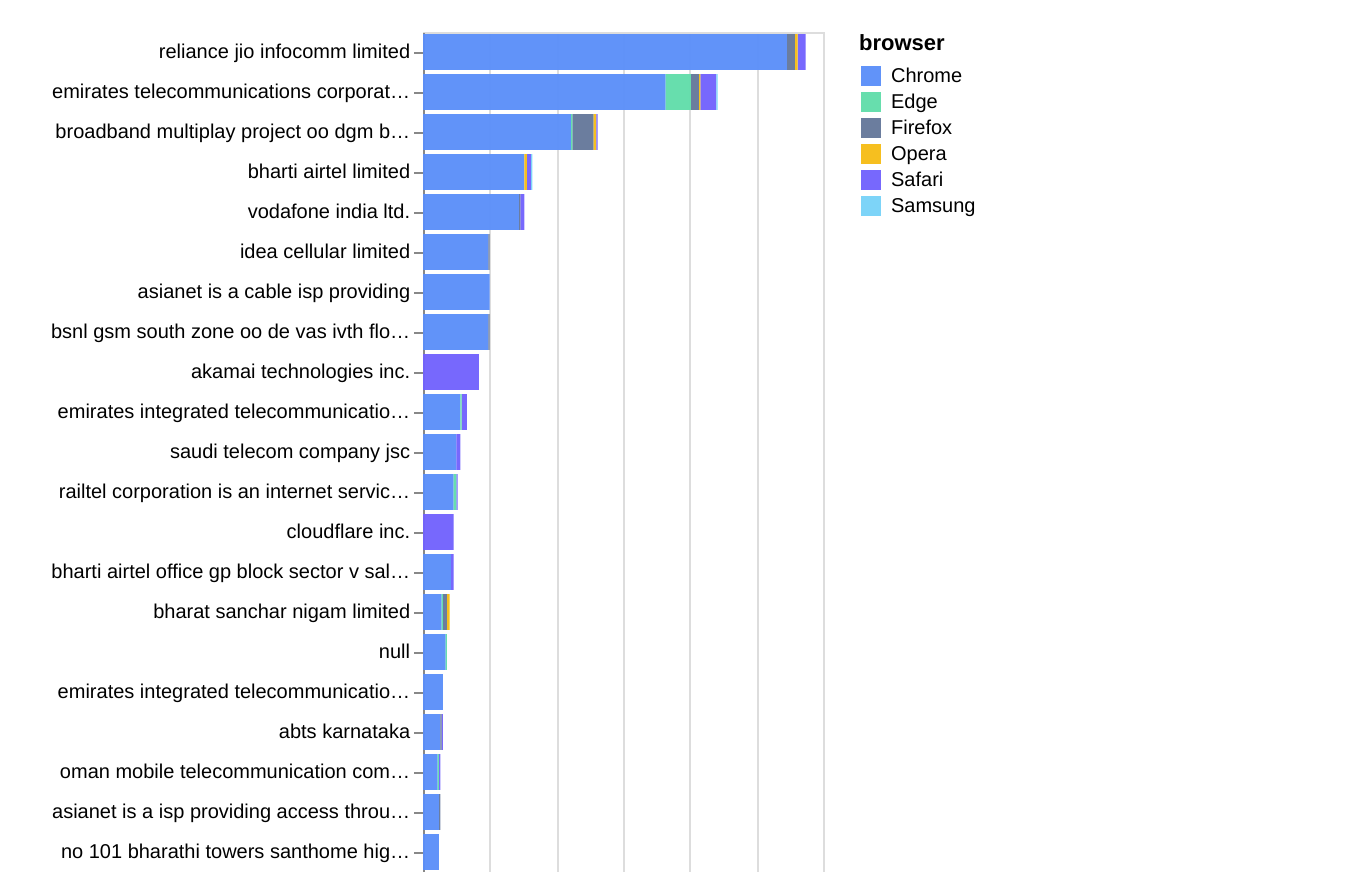 reliance jio infocomm limited
emirates telecommunications corporat…
broadband multiplay project oo dgm b…
bharti airtel limited
vodafone india ltd.
idea cellular limited
asianet is a cable isp providing
bsnl gsm south zone oo de vas ivth flo…
akamai technologies inc.
emirates integrated telecommunicatio…
saudi telecom company jsc
railtel corporation is an internet servic…
cloudflare inc.
bharti airtel office gp block sector v sal…
bharat sanchar nigam limited
null
emirates integrated telecommunicatio…
abts karnataka
oman mobile telecommunication com…
asianet is a isp providing access throu…
no 101 bharathi towers santhome hig…
browser
Chrome
Edge
Firefox
Opera
Safari
Samsung